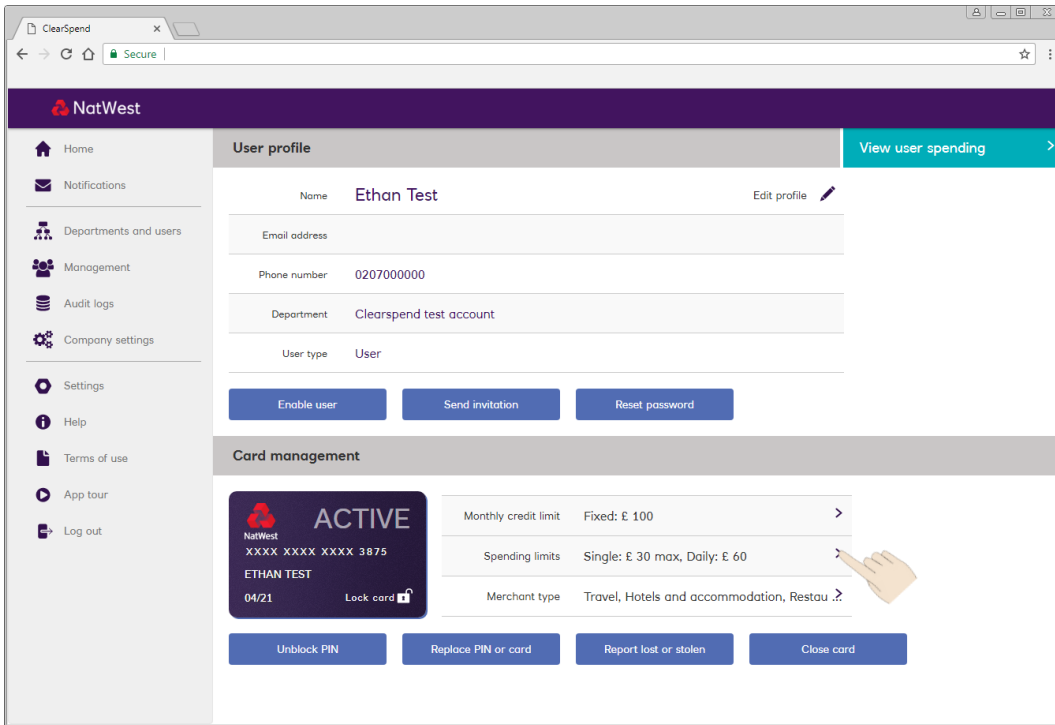 ClearSpend
Secure
NatWest
Home
Notifications
Departments and users
Management
Audit logs
Company settings
Settings
Help
Terms of use
App tour
Log out
User profile
View user spending
Name Ethan Test Edit profile
Email address
Phone number 0207000000
Department Clearspend test account
User type User
Enable user Send invitation Reset password
Card management
NatWest
ACTIVE
XXXX XXXX XXXX 3875
ETHAN TEST
04/21 Lock card
Monthly credit limit Fixed: £ 100
Spending limits Single: £ 30 max, Daily: £ 60
Merchant type Travel, Hotels and accommodation, Restau ...
Unblock PIN Replace PIN or card Report lost or stolen Close card